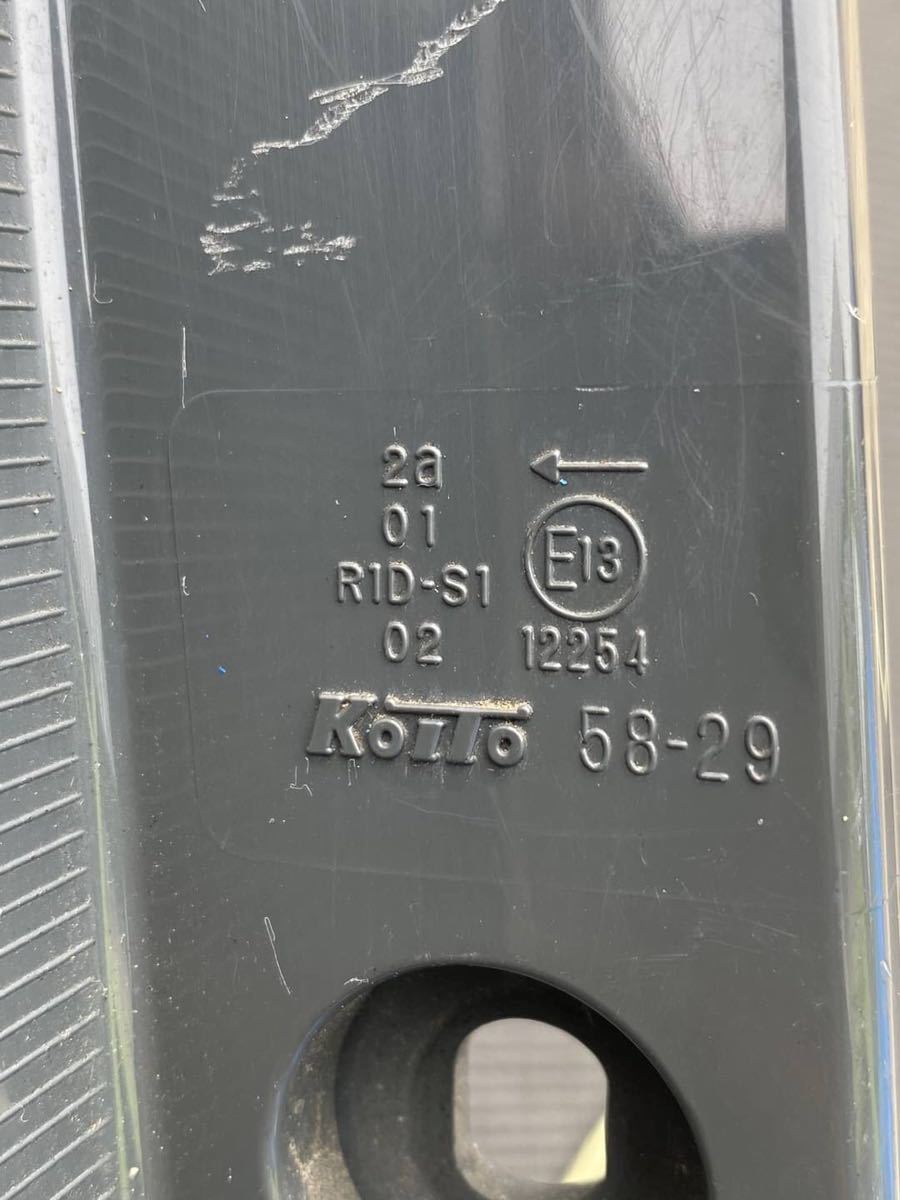 2a ←
01
R1D-S1 E13
02 12254
KOITO 58-29